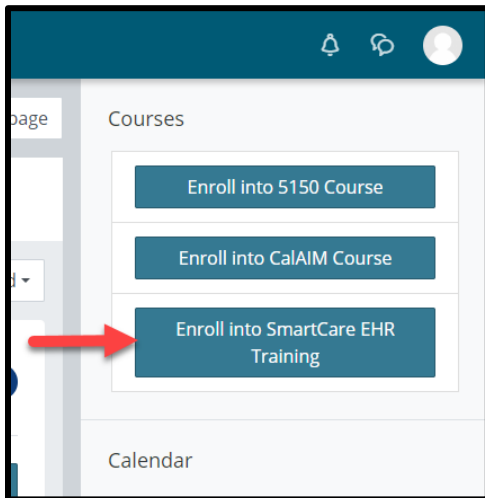 page
Courses
Enroll into 5150 Course
Enroll into CalAIM Course
d
Enroll into SmartCare EHR
Training
Calendar